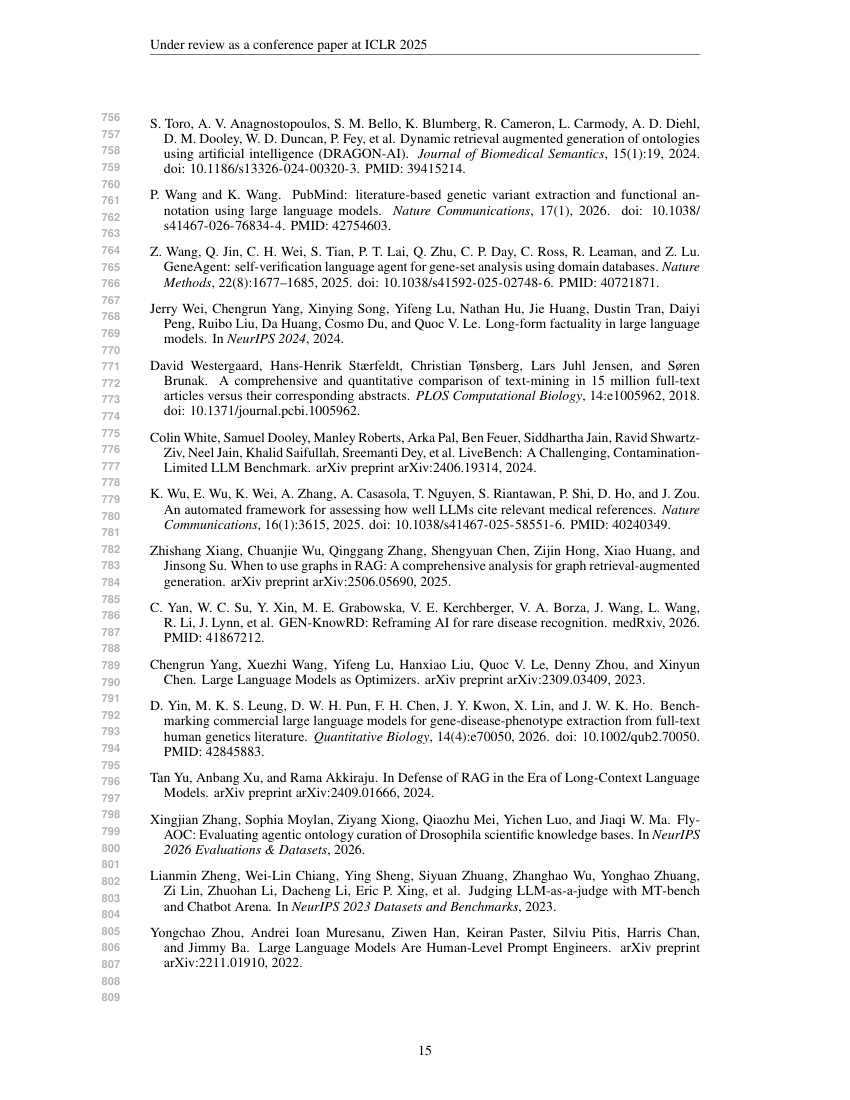 Under review as a conference paper at ICLR 2025
756
757
758
759
760
761
762
763
764
765
766
767
768
769
770
771
772
773
774
775
776
777
778
779
780
781
782
783
784
785
786
787
788
789
790
791
792
793
794
795
796
797
798
799
800
801
802
803
804
805
806
807
808
809
S. Toro, A. V. Anagnostopoulos, S. M. Bello, K. Blumberg, R. Cameron, L. Carmody, A. D. Diehl,
D. M. Dooley, W. D. Duncan, P. Fey, et al. Dynamic retrieval augmented generation of ontologies
using artificial intelligence (DRAGON-AI). Journal of Biomedical Semantics, 15(1):19, 2024.
doi: 10.1186/s13326-024-00320-3. PMID: 39415214.
P. Wang and K. Wang. PubMind: literature-based genetic variant extraction and functional an-
notation using large language models. Nature Communications, 17(1), 2026. doi: 10.1038/
s41467-026-76834-4. PMID: 42754603.
Z. Wang, Q. Jin, C. H. Wei, S. Tian, P. T. Lai, Q. Zhu, C. P. Day, C. Ross, R. Leaman, and Z. Lu.
GeneAgent: self-verification language agent for gene-set analysis using domain databases. Nature
Methods, 22(8):1677–1685, 2025. doi: 10.1038/s41592-025-02748-6. PMID: 40721871.
Jerry Wei, Chengrun Yang, Xinying Song, Yifeng Lu, Nathan Hu, Jie Huang, Dustin Tran, Daiyi
Peng, Ruibo Liu, Da Huang, Cosmo Du, and Quoc V. Le. Long-form factuality in large language
models. In NeurIPS 2024, 2024.
David Westergaard, Hans-Henrik Stærfeldt, Christian Tønsberg, Lars Juhl Jensen, and Søren
Brunak. A comprehensive and quantitative comparison of text-mining in 15 million full-text
articles versus their corresponding abstracts. PLOS Computational Biology, 14:e1005962, 2018.
doi: 10.1371/journal.pcbi.1005962.
Colin White, Samuel Dooley, Manley Roberts, Arka Pal, Ben Feuer, Siddhartha Jain, Ravid Shwartz-
Ziv, Neel Jain, Khalid Saifullah, Sreemanti Dey, et al. LiveBench: A Challenging, Contamination-
Limited LLM Benchmark. arXiv preprint arXiv:2406.19314, 2024.
K. Wu, E. Wu, K. Wei, A. Zhang, A. Casasola, T. Nguyen, S. Riantawan, P. Shi, D. Ho, and J. Zou.
An automated framework for assessing how well LLMs cite relevant medical references. Nature
Communications, 16(1):3615, 2025. doi: 10.1038/s41467-025-58551-6. PMID: 40240349.
Zhishang Xiang, Chuanjie Wu, Qinggang Zhang, Shengyuan Chen, Zijin Hong, Xiao Huang, and
Jinsong Su. When to use graphs in RAG: A comprehensive analysis for graph retrieval-augmented
generation. arXiv preprint arXiv:2506.05690, 2025.
C. Yan, W. C. Su, Y. Xin, M. E. Grabowska, V. E. Kerchberger, V. A. Borza, J. Wang, L. Wang,
R. Li, J. Lynn, et al. GEN-KnowRD: Reframing AI for rare disease recognition. medRxiv, 2026.
PMID: 41867212.
Chengrun Yang, Xuezhi Wang, Yifeng Lu, Hanxiao Liu, Quoc V. Le, Denny Zhou, and Xinyun
Chen. Large Language Models as Optimizers. arXiv preprint arXiv:2309.03409, 2023.
D. Yin, M. K. S. Leung, D. W. H. Pun, F. H. Chen, J. Y. Kwon, X. Lin, and J. W. K. Ho. Bench-
marking commercial large language models for gene-disease-phenotype extraction from full-text
human genetics literature. Quantitative Biology, 14(4):e70050, 2026. doi: 10.1002/qub2.70050.
PMID: 42845883.
Tan Yu, Anbang Xu, and Rama Akkiraju. In Defense of RAG in the Era of Long-Context Language
Models. arXiv preprint arXiv:2409.01666, 2024.
Xingjian Zhang, Sophia Moylan, Ziyang Xiong, Qiaozhu Mei, Yichen Luo, and Jiaqi W. Ma. Fly-
AOC: Evaluating agentic ontology curation of Drosophila scientific knowledge bases. In NeurIPS
2026 Evaluations & Datasets, 2026.
Lianmin Zheng, Wei-Lin Chiang, Ying Sheng, Siyuan Zhuang, Zhanghao Wu, Yonghao Zhuang,
Zi Lin, Zhuohan Li, Dacheng Li, Eric P. Xing, et al. Judging LLM-as-a-judge with MT-bench
and Chatbot Arena. In NeurIPS 2023 Datasets and Benchmarks, 2023.
Yongchao Zhou, Andrei Ioan Muresanu, Ziwen Han, Keiran Paster, Silviu Pitis, Harris Chan,
and Jimmy Ba. Large Language Models Are Human-Level Prompt Engineers. arXiv preprint
arXiv:2211.01910, 2022.
15